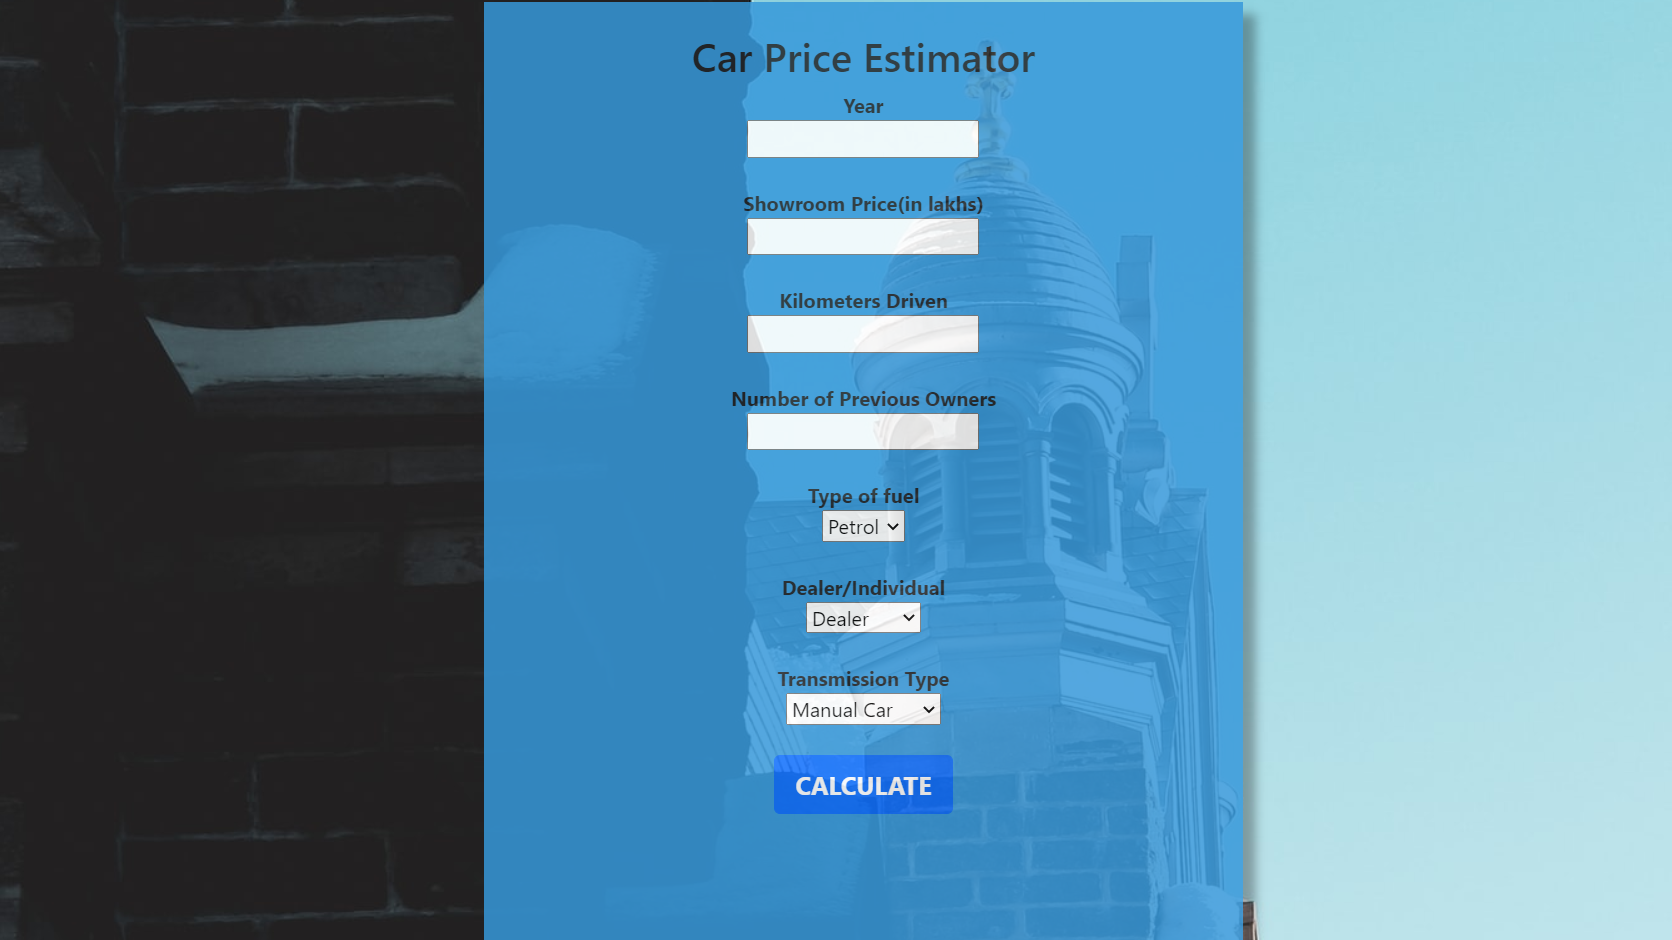 Car Price Estimator
Year
Showroom Price(in lakhs)
Kilometers Driven
Number of Previous Owners
Type of fuel
Petrol
Dealer/Individual
Dealer
Transmission Type
Manual Car
CALCULATE